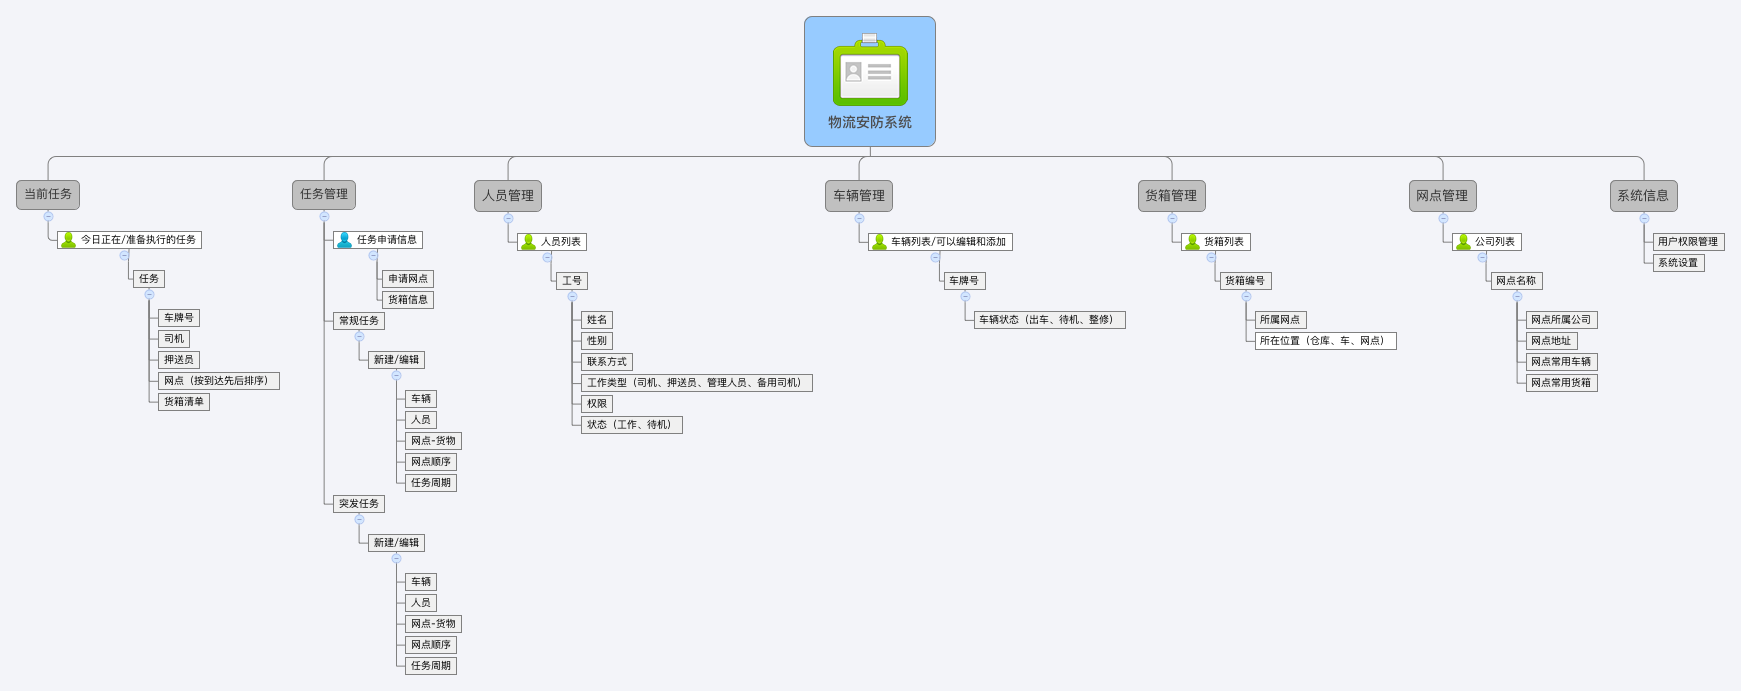 物流安防系统
当前任务
今日正在/准备执行的任务
任务
车牌号
司机
押送员
网点（按到达先后排序）
货箱清单
任务管理
任务申请信息
申请网点
货箱信息
常规任务
新建/编辑
车辆
人员
网点-货物
网点顺序
任务周期
突发任务
新建/编辑
车辆
人员
网点-货物
网点顺序
任务周期
人员管理
人员列表
工号
姓名
性别
联系方式
工作类型（司机、押送员、管理人员、备用司机）
权限
状态（工作、待机）
车辆管理
车辆列表/可以编辑和添加
车牌号
车辆状态（出车、待机、整修）
货箱管理
货箱列表
货箱编号
所属网点
所在位置（仓库、车、网点）
网点管理
公司列表
网点名称
网点所属公司
网点地址
网点常用车辆
网点常用货箱
系统信息
用户权限管理
系统设置